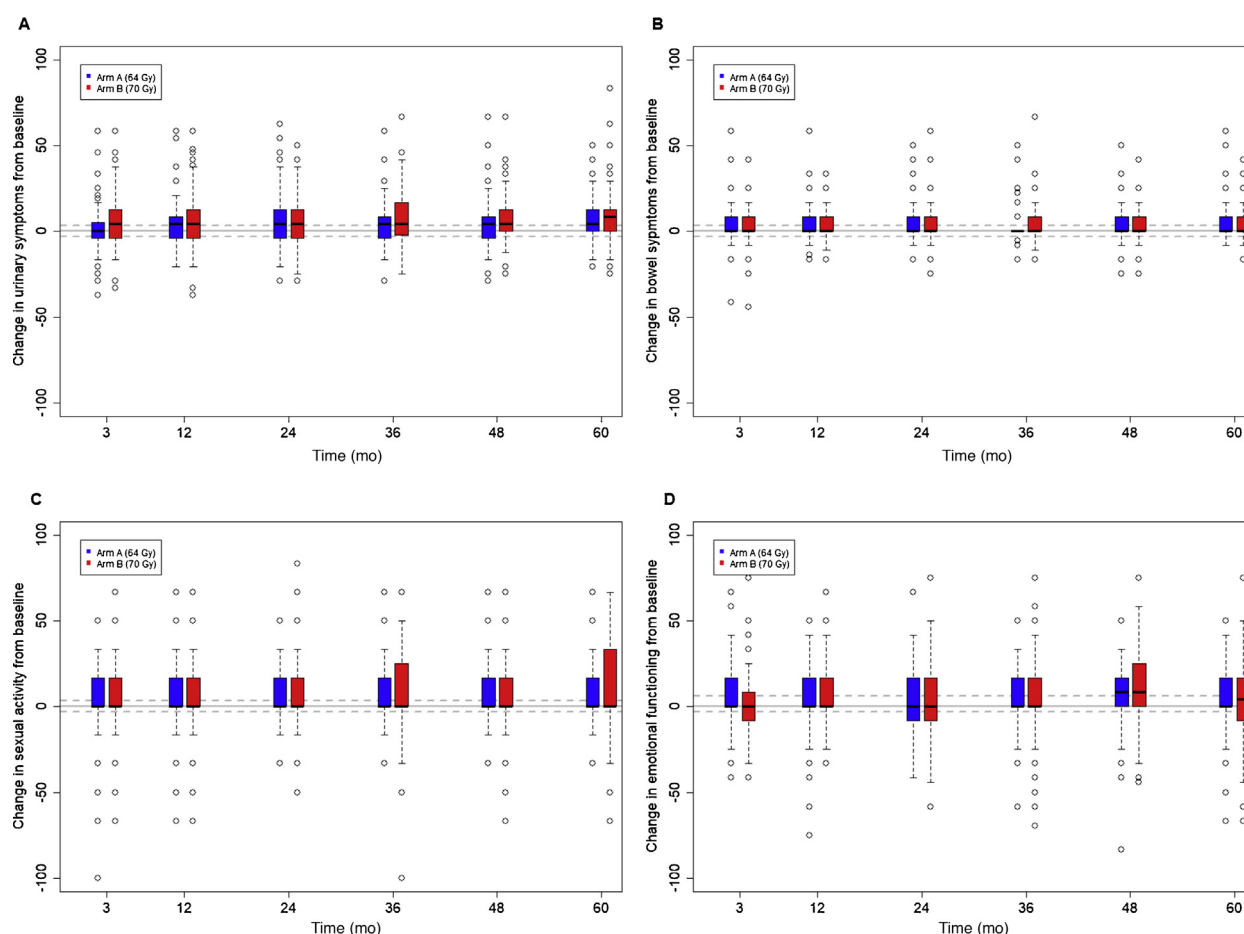 A
Change in urinary symptoms from baseline
100
50
0
-50
-100
Arm A (64 Gy)
Arm B (70 Gy)
3 12 24 36 48 60
Time (mo)
B
Change in bowel syptoms from baseline
100
50
0
-50
-100
Arm A (64 Gy)
Arm B (70 Gy)
3 12 24 36 48 60
Time (mo)
C
Change in sexual activity from baseline
100
50
0
-50
-100
Arm A (64 Gy)
Arm B (70 Gy)
3 12 24 36 48 60
Time (mo)
D
Change in emotional functioning from baseline
100
50
0
-50
-100
Arm A (64 Gy)
Arm B (70 Gy)
3 12 24 36 48 60
Time (mo)